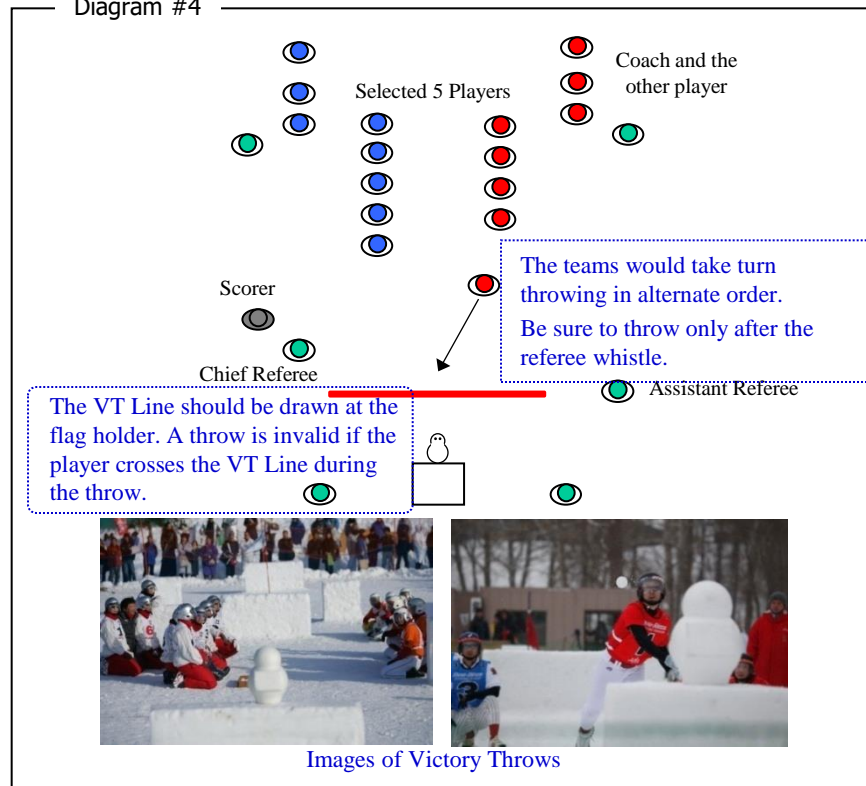 Diagram #4
Coach and the
other player
Selected 5 Players
The teams would take turn
throwing in alternate order.
Be sure to throw only after the
referee whistle.
Scorer
Chief Referee
Assistant Referee
The VT Line should be drawn at the
flag holder. A throw is invalid if the
player crosses the VT Line during
the throw.
Images of Victory Throws